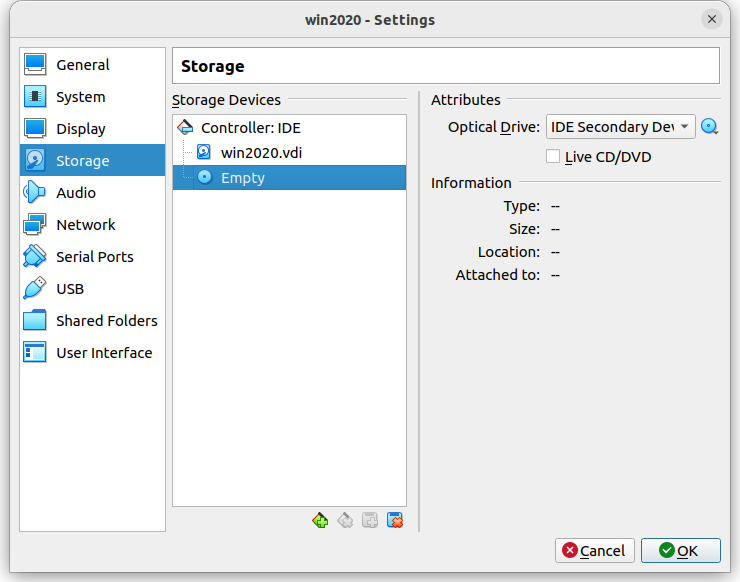 win2020 - Settings
General
System
Display
Storage
Audio
Network
Serial Ports
USB
Shared Folders
User Interface
Storage
Storage Devices
Controller: IDE
win2020.vdi
Empty
Attributes
Optical Drive: IDE Secondary Dev
Live CD/DVD
Information
Type: --
Size: --
Location: --
Attached to: --
Cancel OK